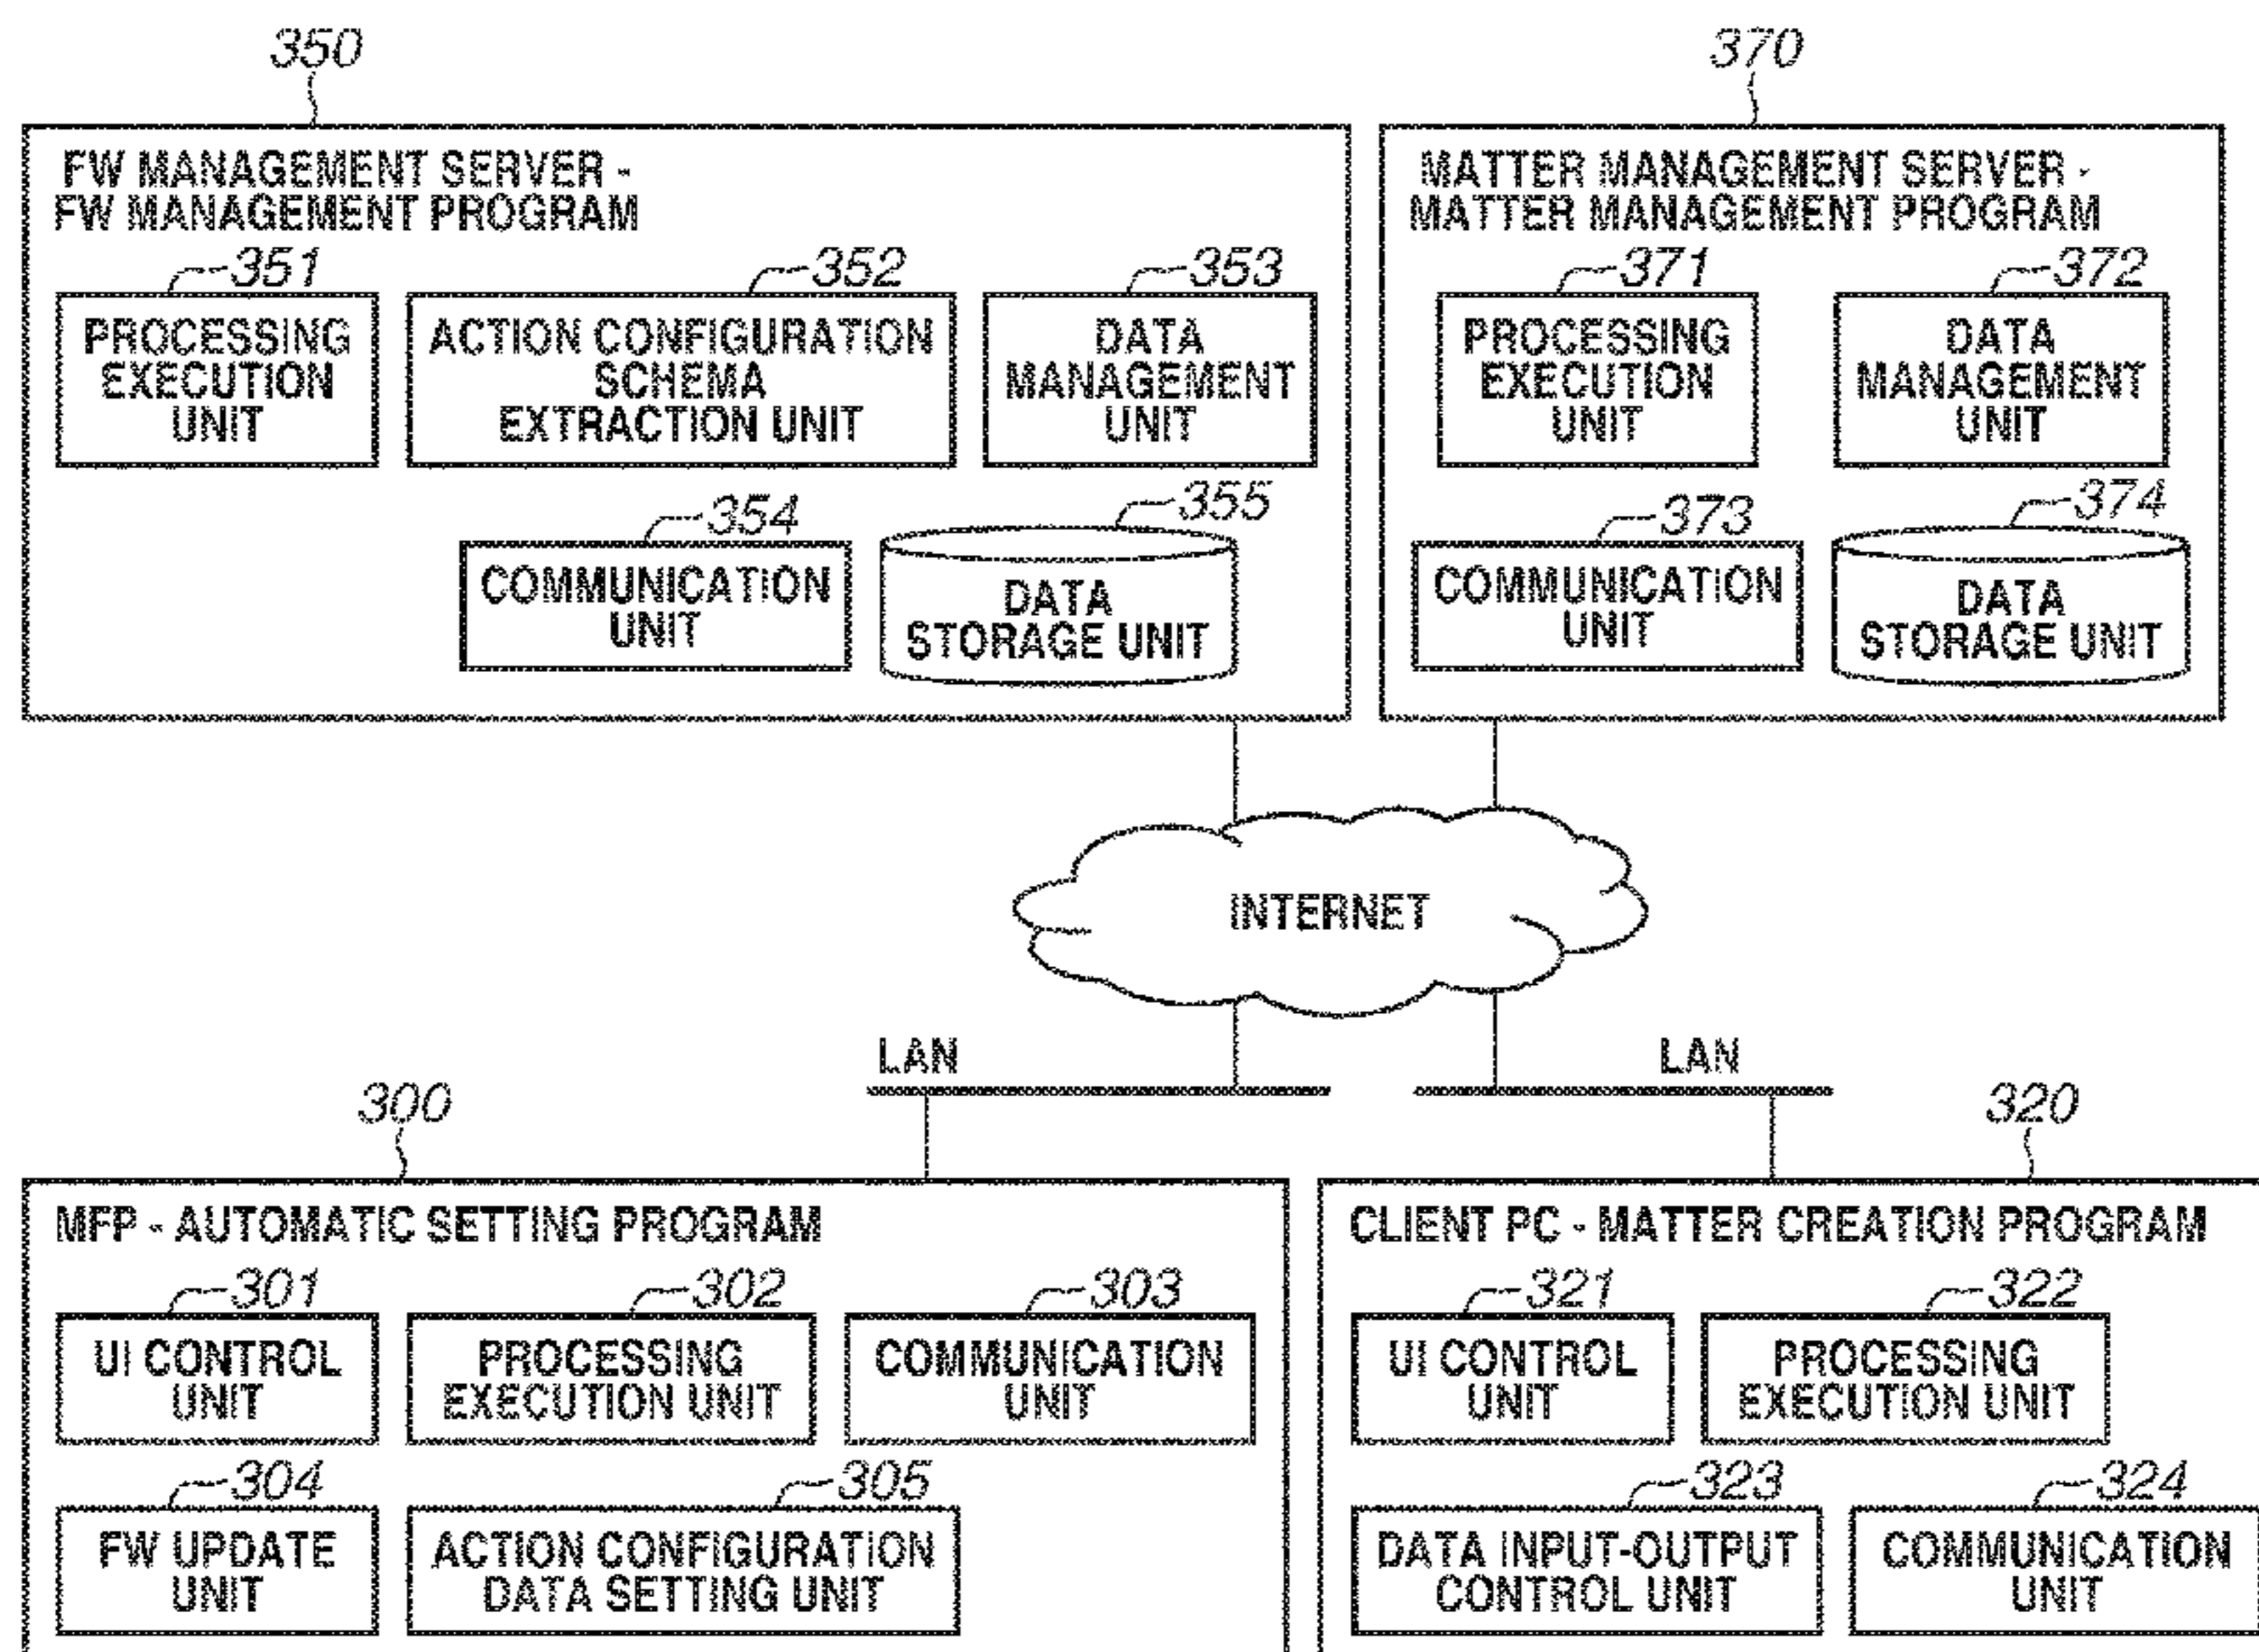 350
370
FW MANAGEMENT SERVER -
FW MANAGEMENT PROGRAM
351
352
353
PROCESSING
EXECUTION
UNIT
ACTION CONFIGURATION
SCHEMA
EXTRACTION UNIT
DATA
MANAGEMENT
UNIT
354
355
COMMUNICATION
UNIT
DATA
STORAGE UNIT
MATTER MANAGEMENT SERVER -
MATTER MANAGEMENT PROGRAM
371
372
PROCESSING
EXECUTION
UNIT
DATA
MANAGEMENT
UNIT
373
374
COMMUNICATION
UNIT
DATA
STORAGE UNIT
INTERNET
LAN
LAN
300
320
MFP - AUTOMATIC SETTING PROGRAM
301
302
303
UI CONTROL
UNIT
PROCESSING
EXECUTION UNIT
COMMUNICATION
UNIT
304
305
FW UPDATE
UNIT
ACTION CONFIGURATION
DATA SETTING UNIT
CLIENT PC - MATTER CREATION PROGRAM
321
322
UI CONTROL
UNIT
PROCESSING
EXECUTION UNIT
323
324
DATA INPUT-OUTPUT
CONTROL UNIT
COMMUNICATION
UNIT